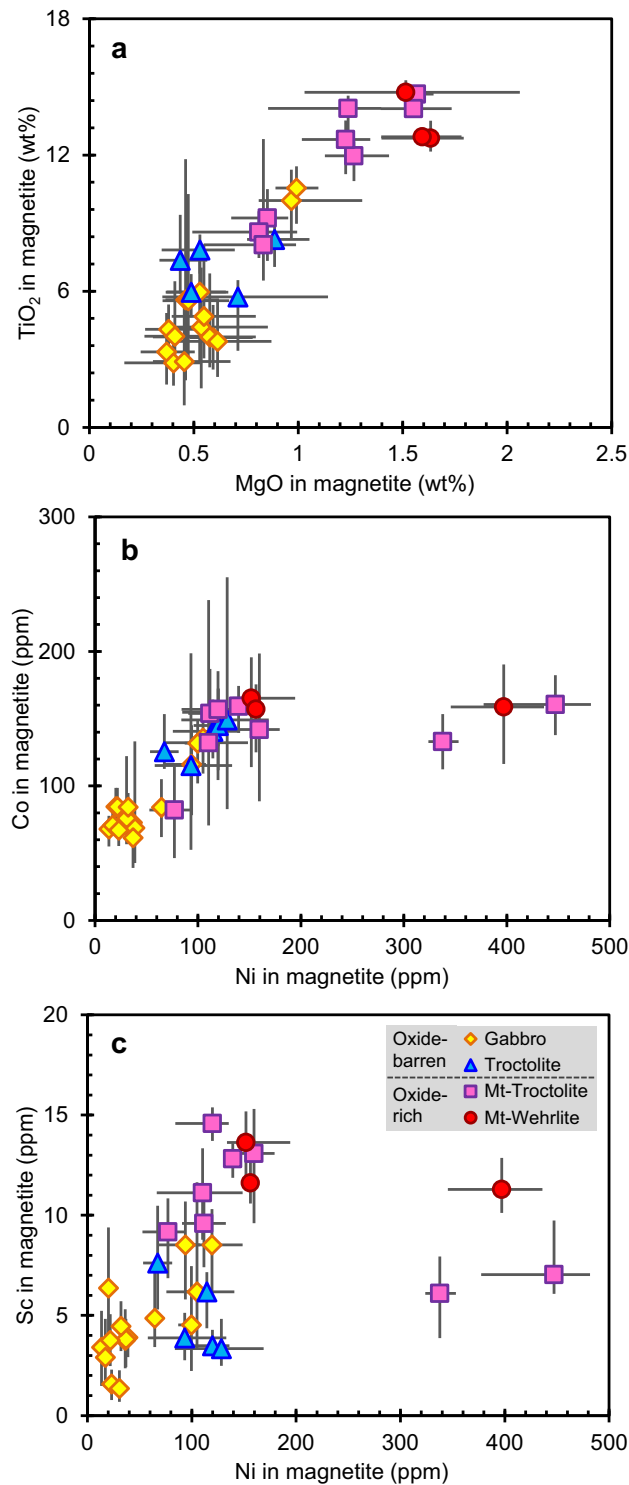 a
18
12
6
0
TiO₂ in magnetite (wt%)
0 0.5 1 1.5 2 2.5
MgO in magnetite (wt%)
b
300
200
100
0
Co in magnetite (ppm)
0 100 200 300 400 500
Ni in magnetite (ppm)
c
20
15
10
5
0
Sc in magnetite (ppm)
Oxide-
barren
Gabbro
Troctolite
Oxide-
rich
Mt-Troctolite
Mt-Wehrlite
0 100 200 300 400 500
Ni in magnetite (ppm)